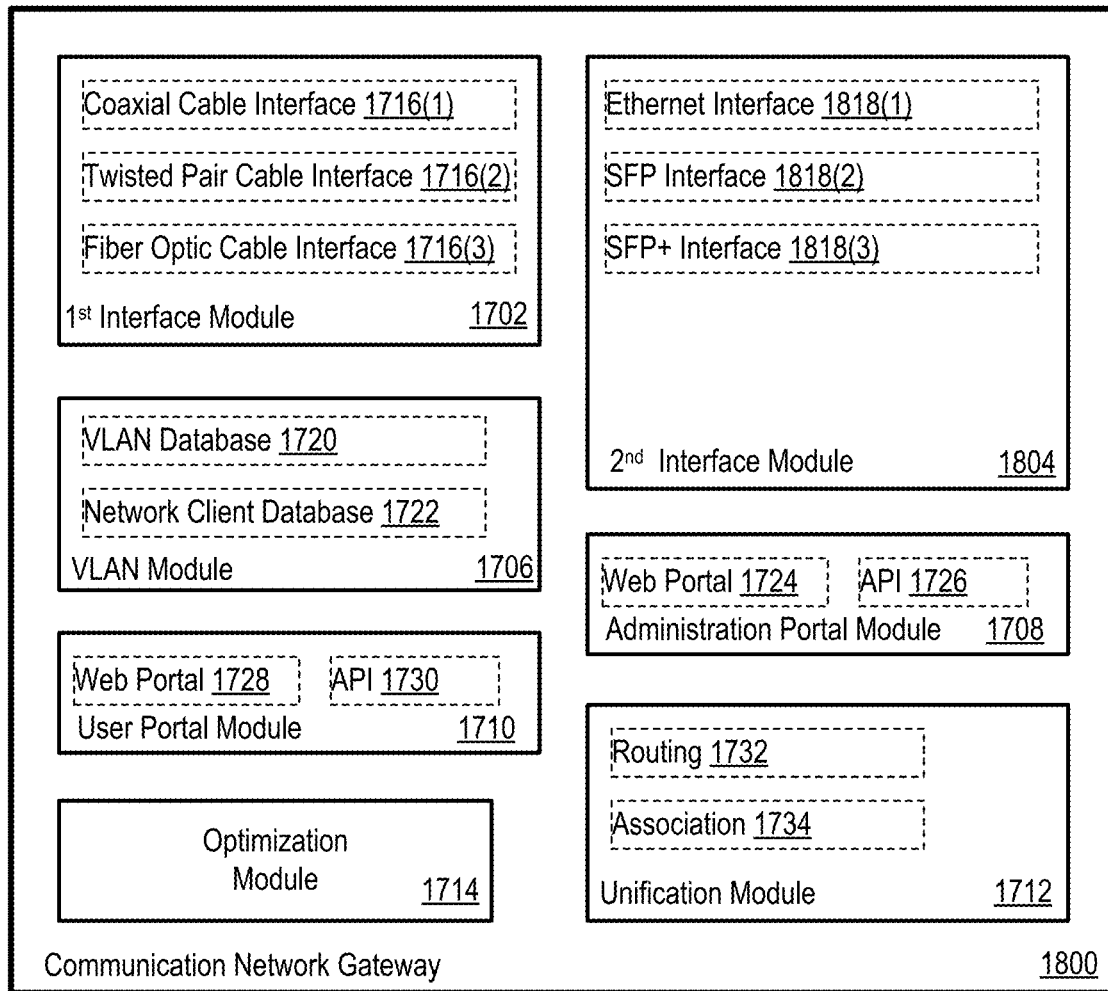 Coaxial Cable Interface 1716(1)
Twisted Pair Cable Interface 1716(2)
Fiber Optic Cable Interface 1716(3)
1st Interface Module 1702
Ethernet Interface 1818(1)
SFP Interface 1818(2)
SFP+ Interface 1818(3)
2nd Interface Module 1804
VLAN Database 1720
Network Client Database 1722
VLAN Module 1706
Web Portal 1724 API 1726
Administration Portal Module 1708
Web Portal 1728 API 1730
User Portal Module 1710
Routing 1732
Association 1734
Unification Module 1712
Optimization
Module 1714
Communication Network Gateway 1800